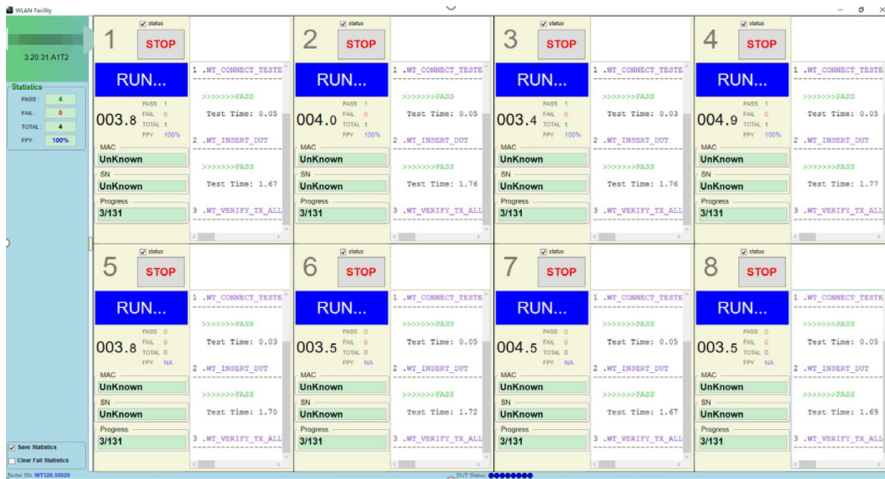 WLAN Facility
3.20.31.A1T2
Statistics
PASS: 4
FAIL: 0
TOTAL: 4
FPY: 100%
Save Statistics
Clear Fail Statistics
Tester SN: WT328-50020
DUT Status:
status
1 STOP
RUN...
003.8
PASS 1
FAIL 0
TOTAL 1
FPY 100%
MAC
UnKnown
SN
UnKnown
Progress
3/131
1 .WT_CONNECT_TESTE
>>>>>>>PASS
Test Time: 0.05
2 .WT_INSERT_DUT
>>>>>>>PASS
Test Time: 1.67
3 .WT_VERIFY_TX_ALL
status
2 STOP
RUN...
004.0
PASS 1
FAIL 0
TOTAL 1
FPY 100%
MAC
UnKnown
SN
UnKnown
Progress
3/131
1 .WT_CONNECT_TESTE
>>>>>>>PASS
Test Time: 0.05
2 .WT_INSERT_DUT
>>>>>>>PASS
Test Time: 1.76
3 .WT_VERIFY_TX_ALL
status
3 STOP
RUN...
003.4
PASS 1
FAIL 0
TOTAL 1
FPY 100%
MAC
UnKnown
SN
UnKnown
Progress
3/131
1 .WT_CONNECT_TESTE
>>>>>>>PASS
Test Time: 0.03
2 .WT_INSERT_DUT
>>>>>>>PASS
Test Time: 1.76
3 .WT_VERIFY_TX_ALL
status
4 STOP
RUN...
004.9
PASS 1
FAIL 0
TOTAL 1
FPY 100%
MAC
UnKnown
SN
UnKnown
Progress
3/131
1 .WT_CONNECT_TESTE
>>>>>>>PASS
Test Time: 0.05
2 .WT_INSERT_DUT
>>>>>>>PASS
Test Time: 1.77
3 .WT_VERIFY_TX_ALL
status
5 STOP
RUN...
003.8
PASS 0
FAIL 0
TOTAL 0
FPY NA
MAC
UnKnown
SN
UnKnown
Progress
3/131
1 .WT_CONNECT_TESTE
>>>>>>>PASS
Test Time: 0.03
2 .WT_INSERT_DUT
>>>>>>>PASS
Test Time: 1.70
3 .WT_VERIFY_TX_ALL
status
6 STOP
RUN...
003.5
PASS 0
FAIL 0
TOTAL 0
FPY NA
MAC
UnKnown
SN
UnKnown
Progress
3/131
1 .WT_CONNECT_TESTE
>>>>>>>PASS
Test Time: 0.05
2 .WT_INSERT_DUT
>>>>>>>PASS
Test Time: 1.72
3 .WT_VERIFY_TX_ALL
status
7 STOP
RUN...
004.5
PASS 0
FAIL 0
TOTAL 0
FPY NA
MAC
UnKnown
SN
UnKnown
Progress
3/131
1 .WT_CONNECT_TESTE
>>>>>>>PASS
Test Time: 0.05
2 .WT_INSERT_DUT
>>>>>>>PASS
Test Time: 1.67
3 .WT_VERIFY_TX_ALL
status
8 STOP
RUN...
003.5
PASS 0
FAIL 0
TOTAL 0
FPY NA
MAC
UnKnown
SN
UnKnown
Progress
3/131
1 .WT_CONNECT_TESTE
>>>>>>>PASS
Test Time: 0.05
2 .WT_INSERT_DUT
>>>>>>>PASS
Test Time: 1.69
3 .WT_VERIFY_TX_ALL